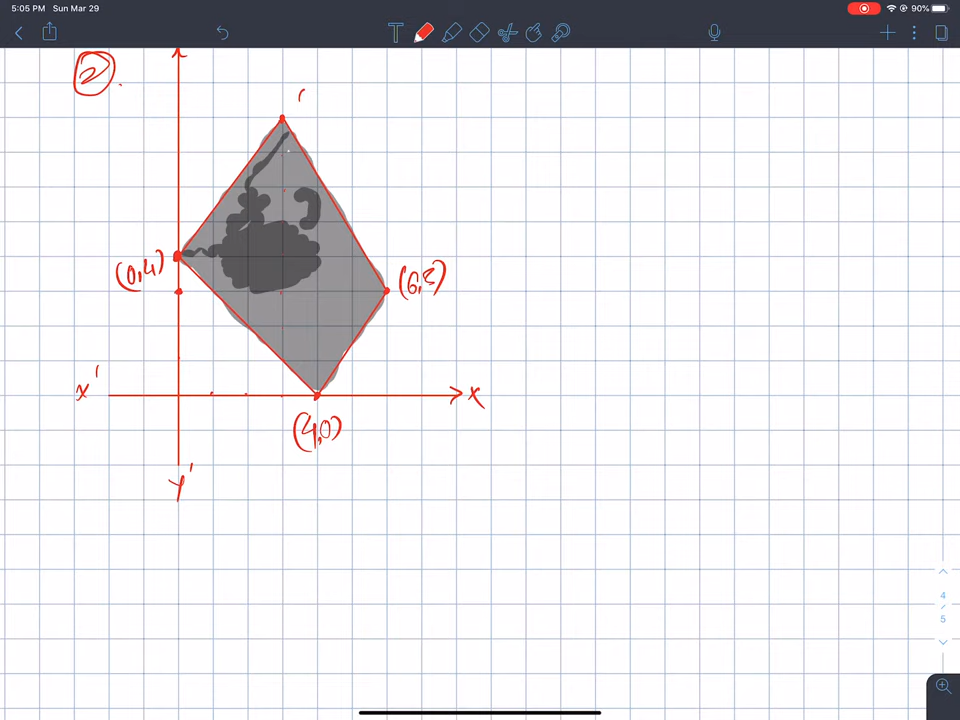 5:05 PM Sun Mar 29
90%
T
2.
(0,4)
(6,3)
x'
x
(4,0)
y'
4
/
5